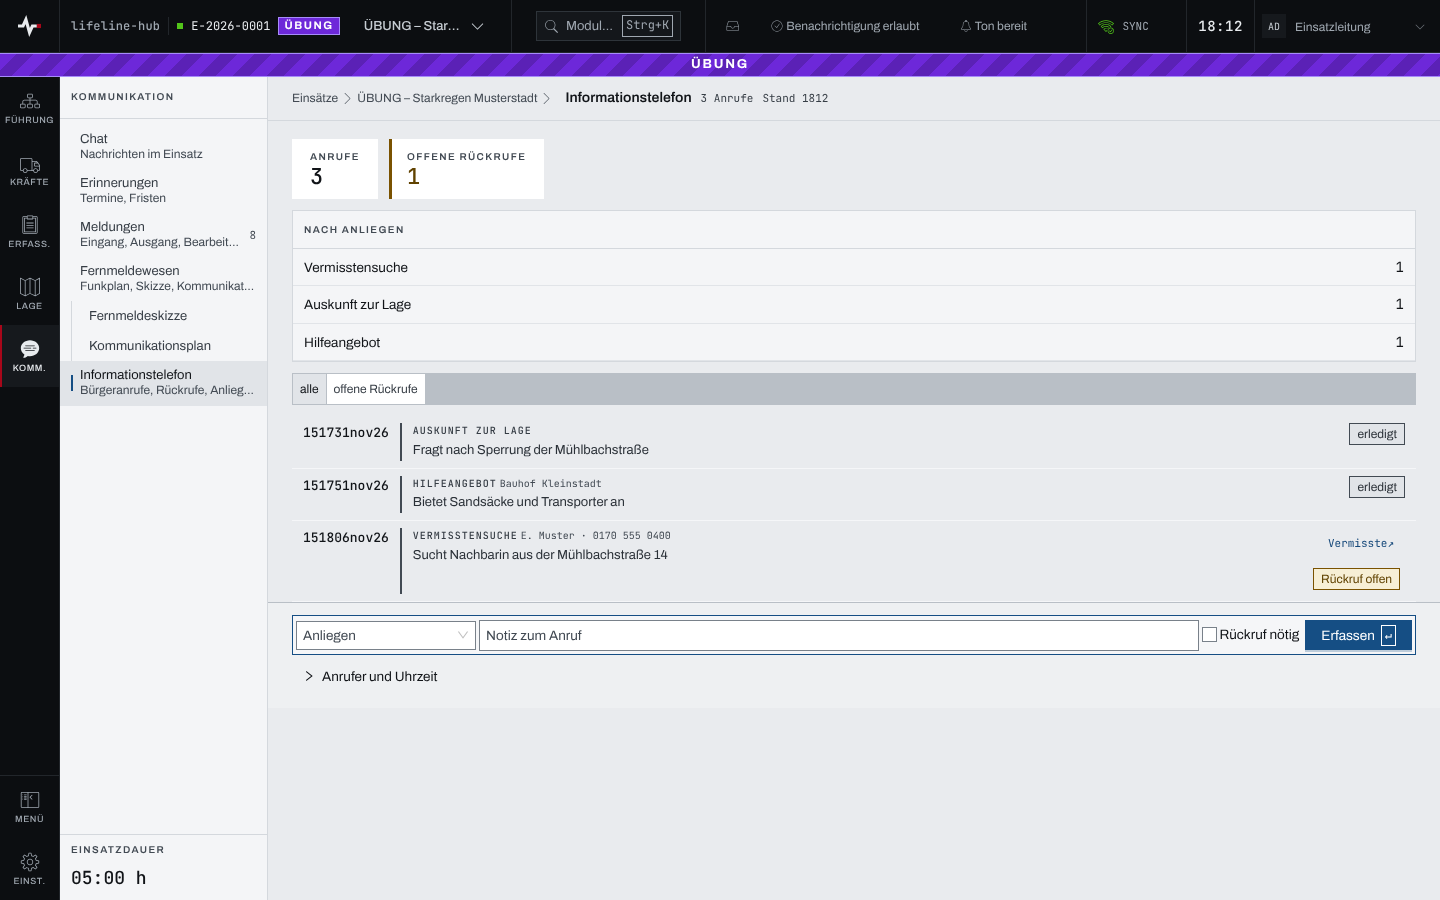 lifeline-hub E-2026-0001 ÜBUNG ÜBUNG – Star... Modul... Strg+K Benachrichtigung erlaubt Ton bereit SYNC 18:12 AD Einsatzleitung
ÜBUNG
FÜHRUNG
KRÄFTE
ERFASS.
LAGE
KOMM.
MENÜ
EINST.
KOMMUNIKATION
Chat
Nachrichten im Einsatz
Erinnerungen
Termine, Fristen
Meldungen
Eingang, Ausgang, Bearbeit... 8
Fernmeldewesen
Funkplan, Skizze, Kommunikat...
Fernmeldeskizze
Kommunikationsplan
Informationstelefon
Bürgeranrufe, Rückrufe, Anlieg...
EINSATZDAUER
05:00 h
Einsätze ÜBUNG – Starkregen Musterstadt Informationstelefon 3 Anrufe Stand 1812
ANRUFE
3
OFFENE RÜCKRUFE
1
NACH ANLIEGEN
Vermisstensuche 1
Auskunft zur Lage 1
Hilfeangebot 1
alle offene Rückrufe
151731nov26 AUSKUNFT ZUR LAGE erledigt
Fragt nach Sperrung der Mühlbachstraße
151751nov26 HILFEANGEBOT Bauhof Kleinstadt erledigt
Bietet Sandsäcke und Transporter an
151806nov26 VERMISSTENSUCHE E. Muster · 0170 555 0400
Sucht Nachbarin aus der Mühlbachstraße 14
Vermisste↗
Rückruf offen
Anliegen Notiz zum Anruf Rückruf nötig Erfassen ↵
Anrufer und Uhrzeit